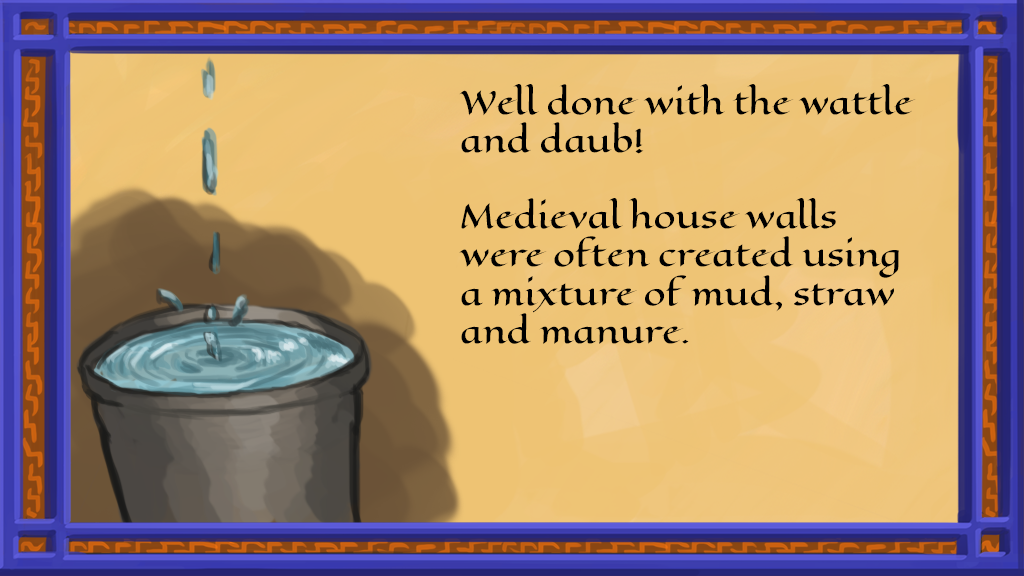 Well done with the wattle
and daub!
Medieval house walls
were often created using
a mixture of mud, straw
and manure.